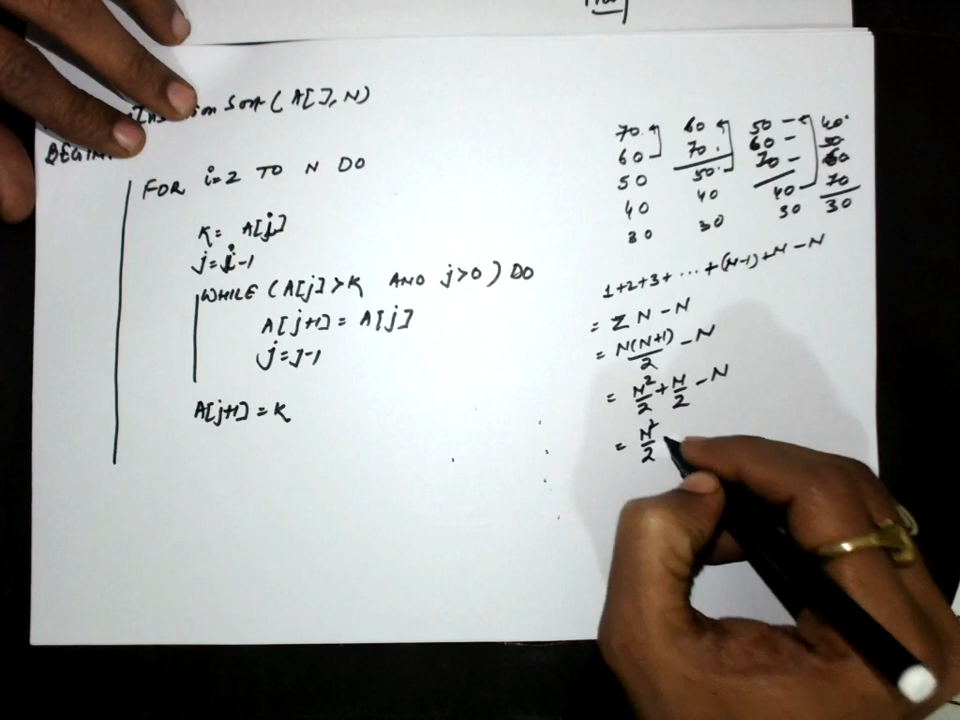 Sort (A[], N)
BEGIN
FOR i=2 TO N DO
K= A[j]
j=i-1
WHILE (A[j]>K AND j>0) DO
A[j+1] = A[j]
j=j-1
A[j+1] = K
70 60 50 40
60 70 60 50
50 50 70 60
40 40 40 70
30 30 30 30
1+2+3+ ... +(N-1)+N-N
= Σ N - N
= N(N+1)/2 - N
= N²/2 + N/2 - N
= N²/2